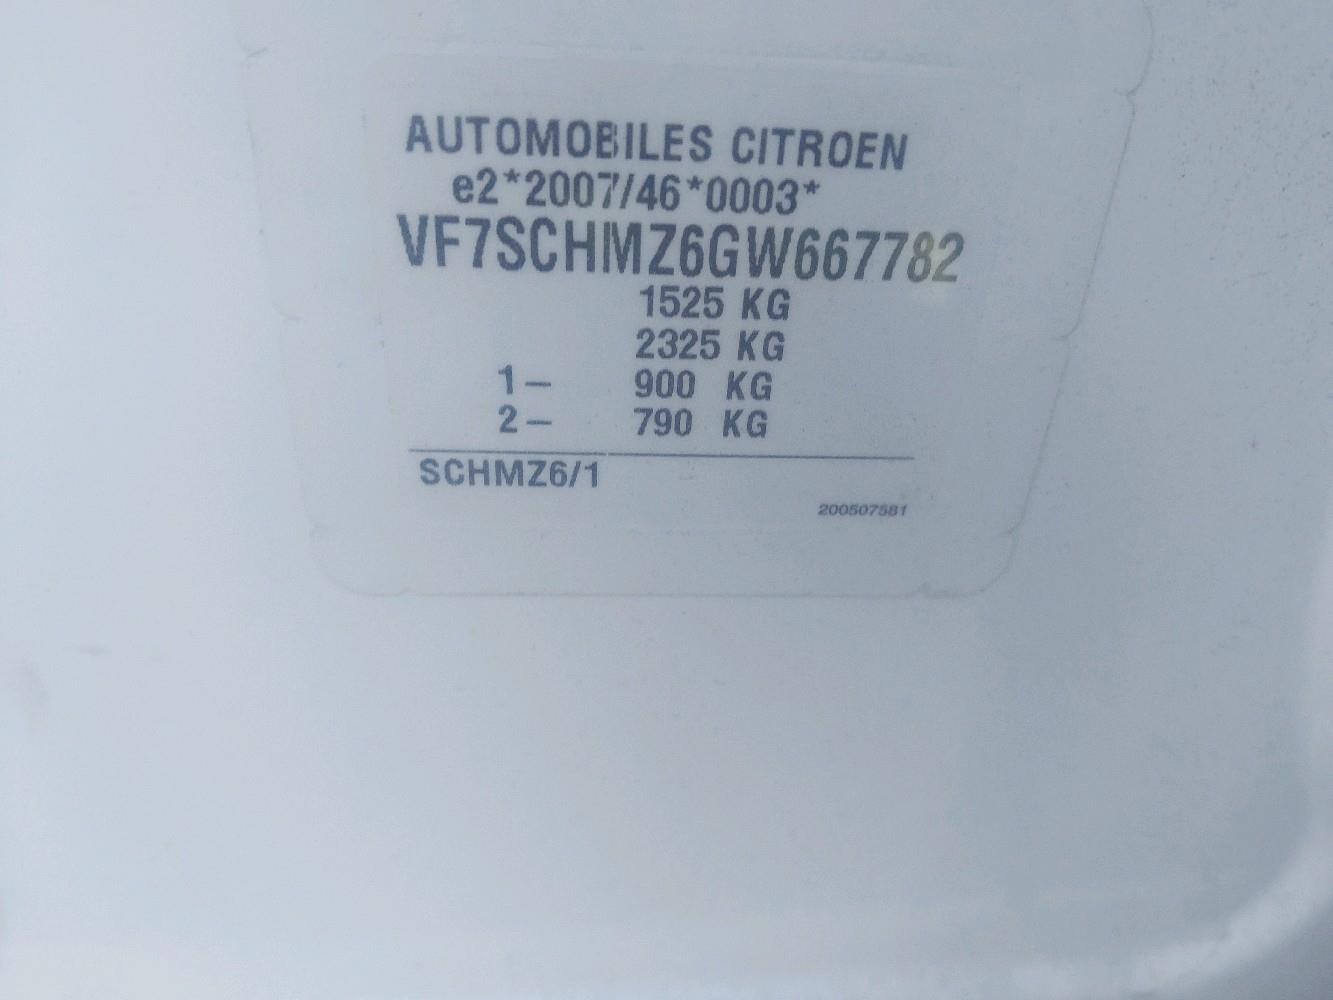 AUTOMOBILES CITROEN
e2*2007/46*0003*
VF7SCHMZ6GW667782
1525 KG
2325 KG
1- 900 KG
2- 790 KG
SCHMZ6/1
200507581